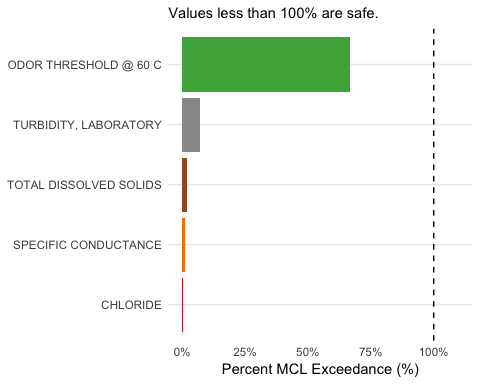 Values less than 100% are safe.
ODOR THRESHOLD @ 60 C
TURBIDITY, LABORATORY
TOTAL DISSOLVED SOLIDS
SPECIFIC CONDUCTANCE
CHLORIDE
0% 25% 50% 75% 100%
Percent MCL Exceedance (%)